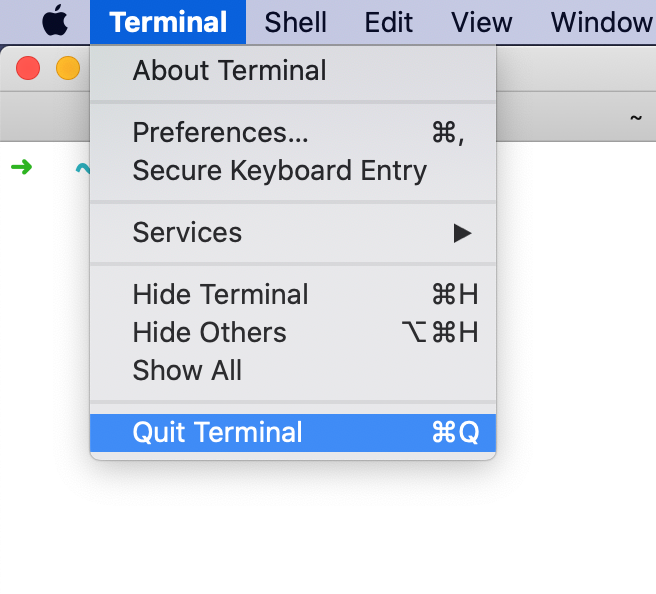 Terminal Shell Edit View Window
About Terminal
~
Preferences... ⌘,
➜ ~
Secure Keyboard Entry
Services ▶
Hide Terminal ⌘H
Hide Others ⌥⌘H
Show All
Quit Terminal ⌘Q